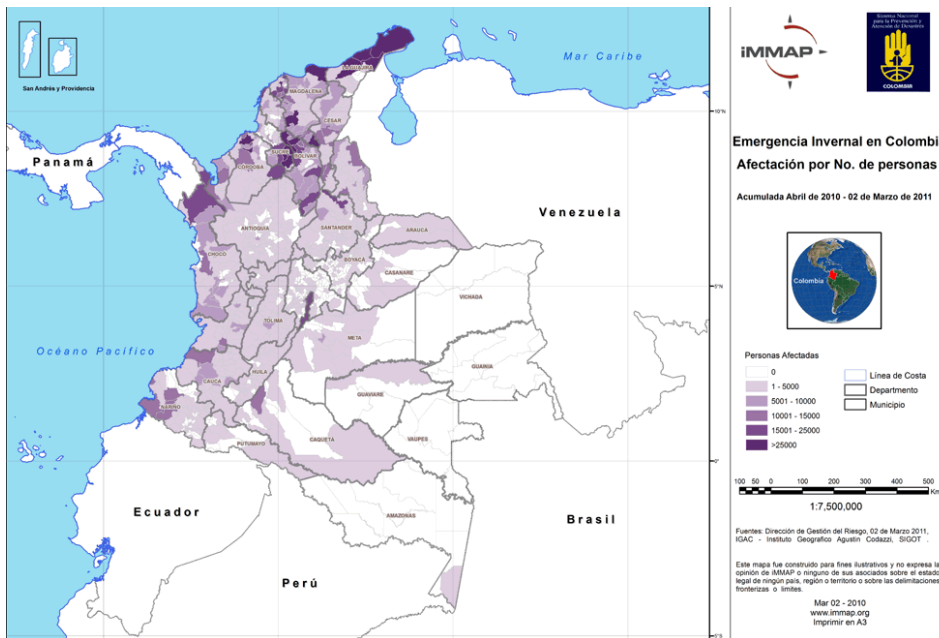 San Andrés y Providencia
Mar Caribe
Panamá
Venezuela
Océano Pacífico
Ecuador
Perú
Brasil
LA GUAJIRA
MAGDALENA
CESAR
SUCRE
BOLIVAR
CORDOBA
ANTIOQUIA
SANTANDER
ARAUCA
CHOCO
BOYACA
CASANARE
VICHADA
TOLIMA
META
GUAINIA
HUILA
CAUCA
GUAVIARE
NARIÑO
VAUPES
CAQUETA
PUTUMAYO
AMAZONAS
10°N
5°N
0°
5°S
iMMAP
Sistema Nacional
para la Prevención y
Atención de Desastres
COLOMBIA
Emergencia Invernal en Colombi
Afectación por No. de personas
Acumulada Abril de 2010 - 02 de Marzo de 2011
Colombia
Personas Afectadas
0
1 - 5000
5001 - 10000
10001 - 15000
15001 - 25000
>25000
Línea de Costa
Departmento
Municipio
100 50 0 100 200 300 400 500
Km
1:7,500,000
Fuentes: Dirección de Gestión del Riesgo, 02 de Marzo 2011,
IGAC - Instituto Geografico Agustin Codazzi, SIGOT .
Este mapa fue construido para fines ilustrativos y no expresa la
opinión de iMMAP o ninguno de sus asociados sobre el estado
legal de ningún país, región o territorio o sobre las delimitaciones
fronterizas o limites.
Mar 02 - 2010
www.immap.org
Imprimir en A3